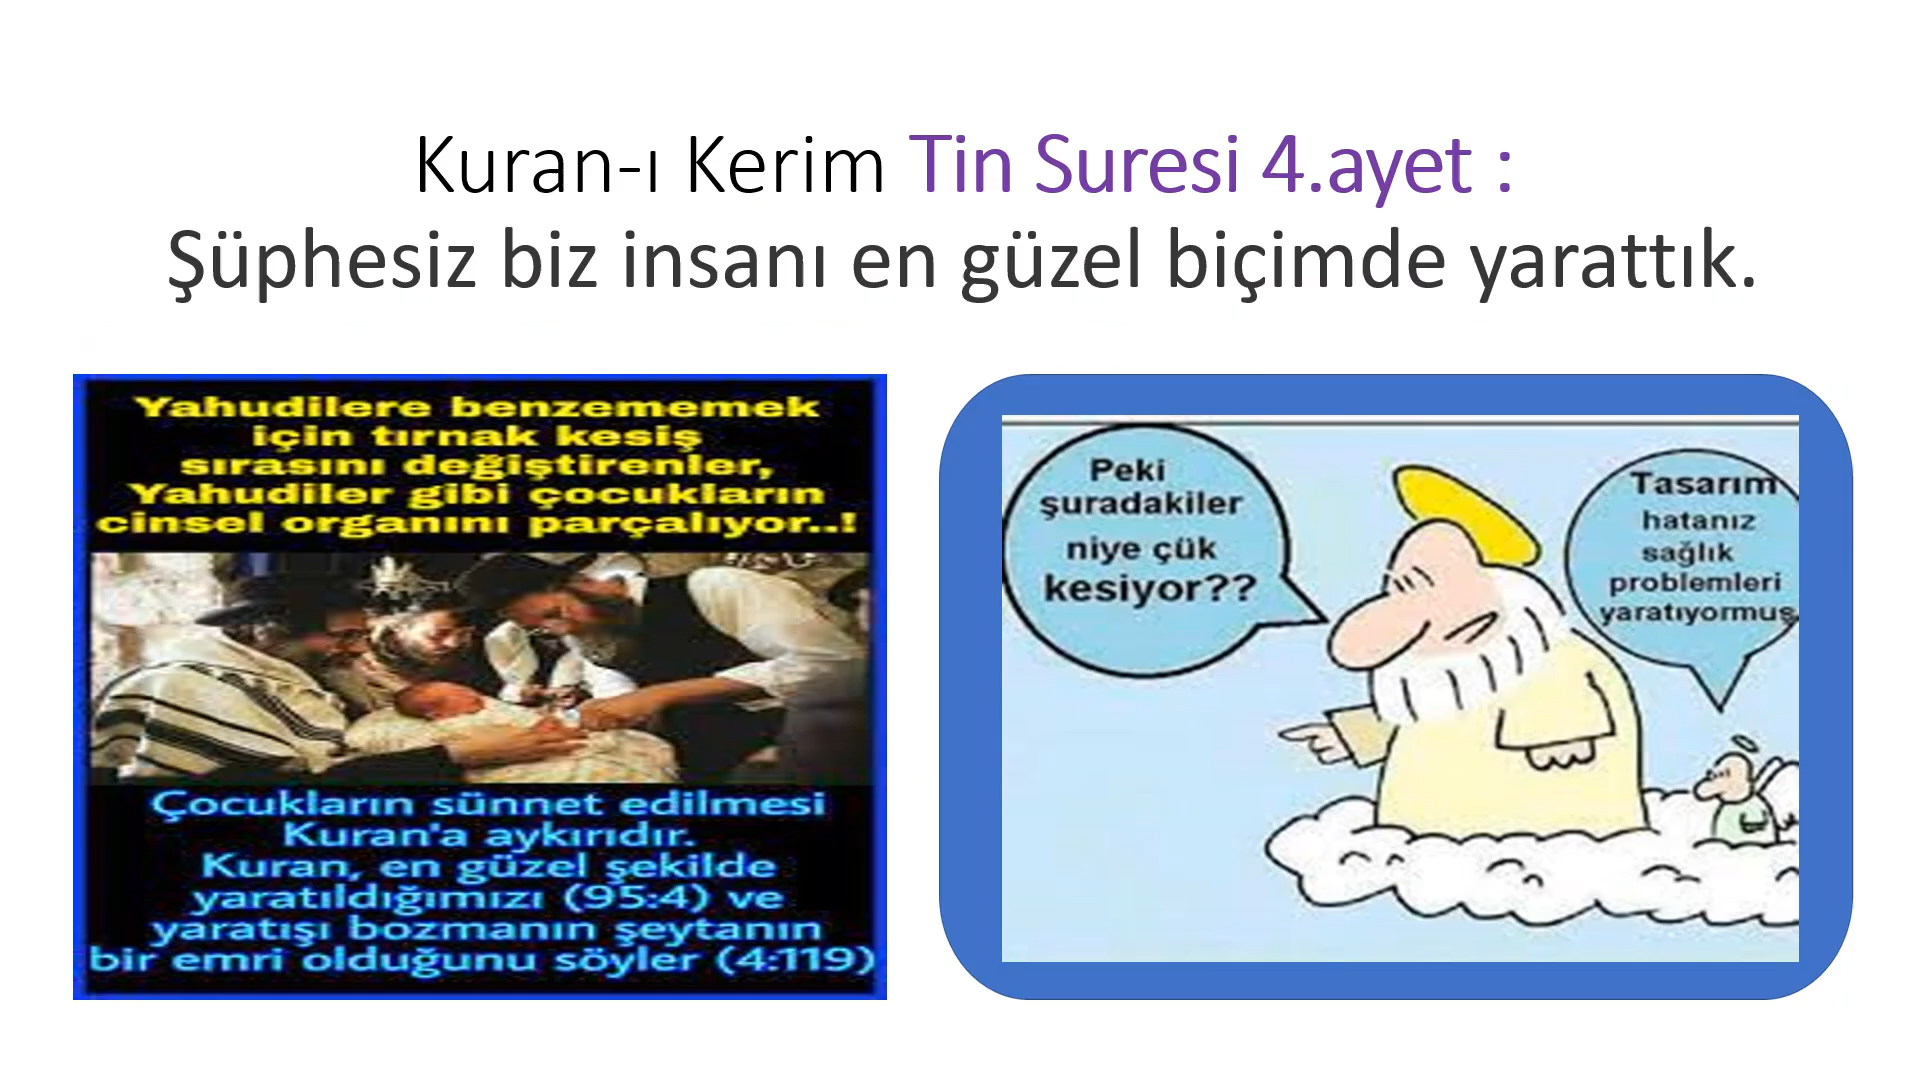 Kuran-ı Kerim Tin Suresi 4.ayet :
Şüphesiz biz insanı en güzel biçimde yarattık.
Yahudilere benzememek
için tırnak kesiş
sırasını değiştirenler,
Yahudiler gibi çocukların
cinsel organını parçalıyor..!
Çocukların sünnet edilmesi
Kuran'a aykırıdır.
Kuran, en güzel şekilde
yaratıldığımızı (95:4) ve
yaratışı bozmanın şeytanın
bir emri olduğunu söyler (4:119)
Peki
şuradakiler
niye çük
kesiyor??
Tasarım
hatanız
sağlık
problemleri
yaratıyormuş